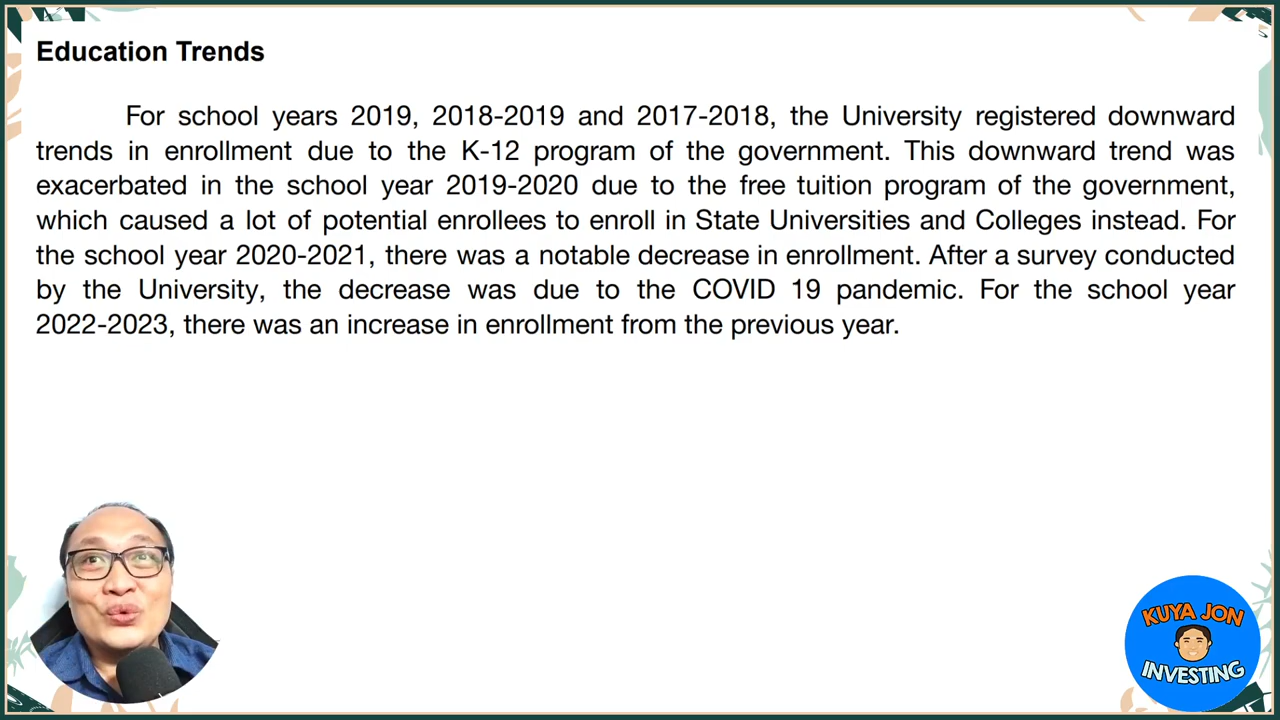 Education Trends
For school years 2019, 2018-2019 and 2017-2018, the University registered downward
trends in enrollment due to the K-12 program of the government. This downward trend was
exacerbated in the school year 2019-2020 due to the free tuition program of the government,
which caused a lot of potential enrollees to enroll in State Universities and Colleges instead. For
the school year 2020-2021, there was a notable decrease in enrollment. After a survey conducted
by the University, the decrease was due to the COVID 19 pandemic. For the school year
2022-2023, there was an increase in enrollment from the previous year.
KUYA JON
INVESTING